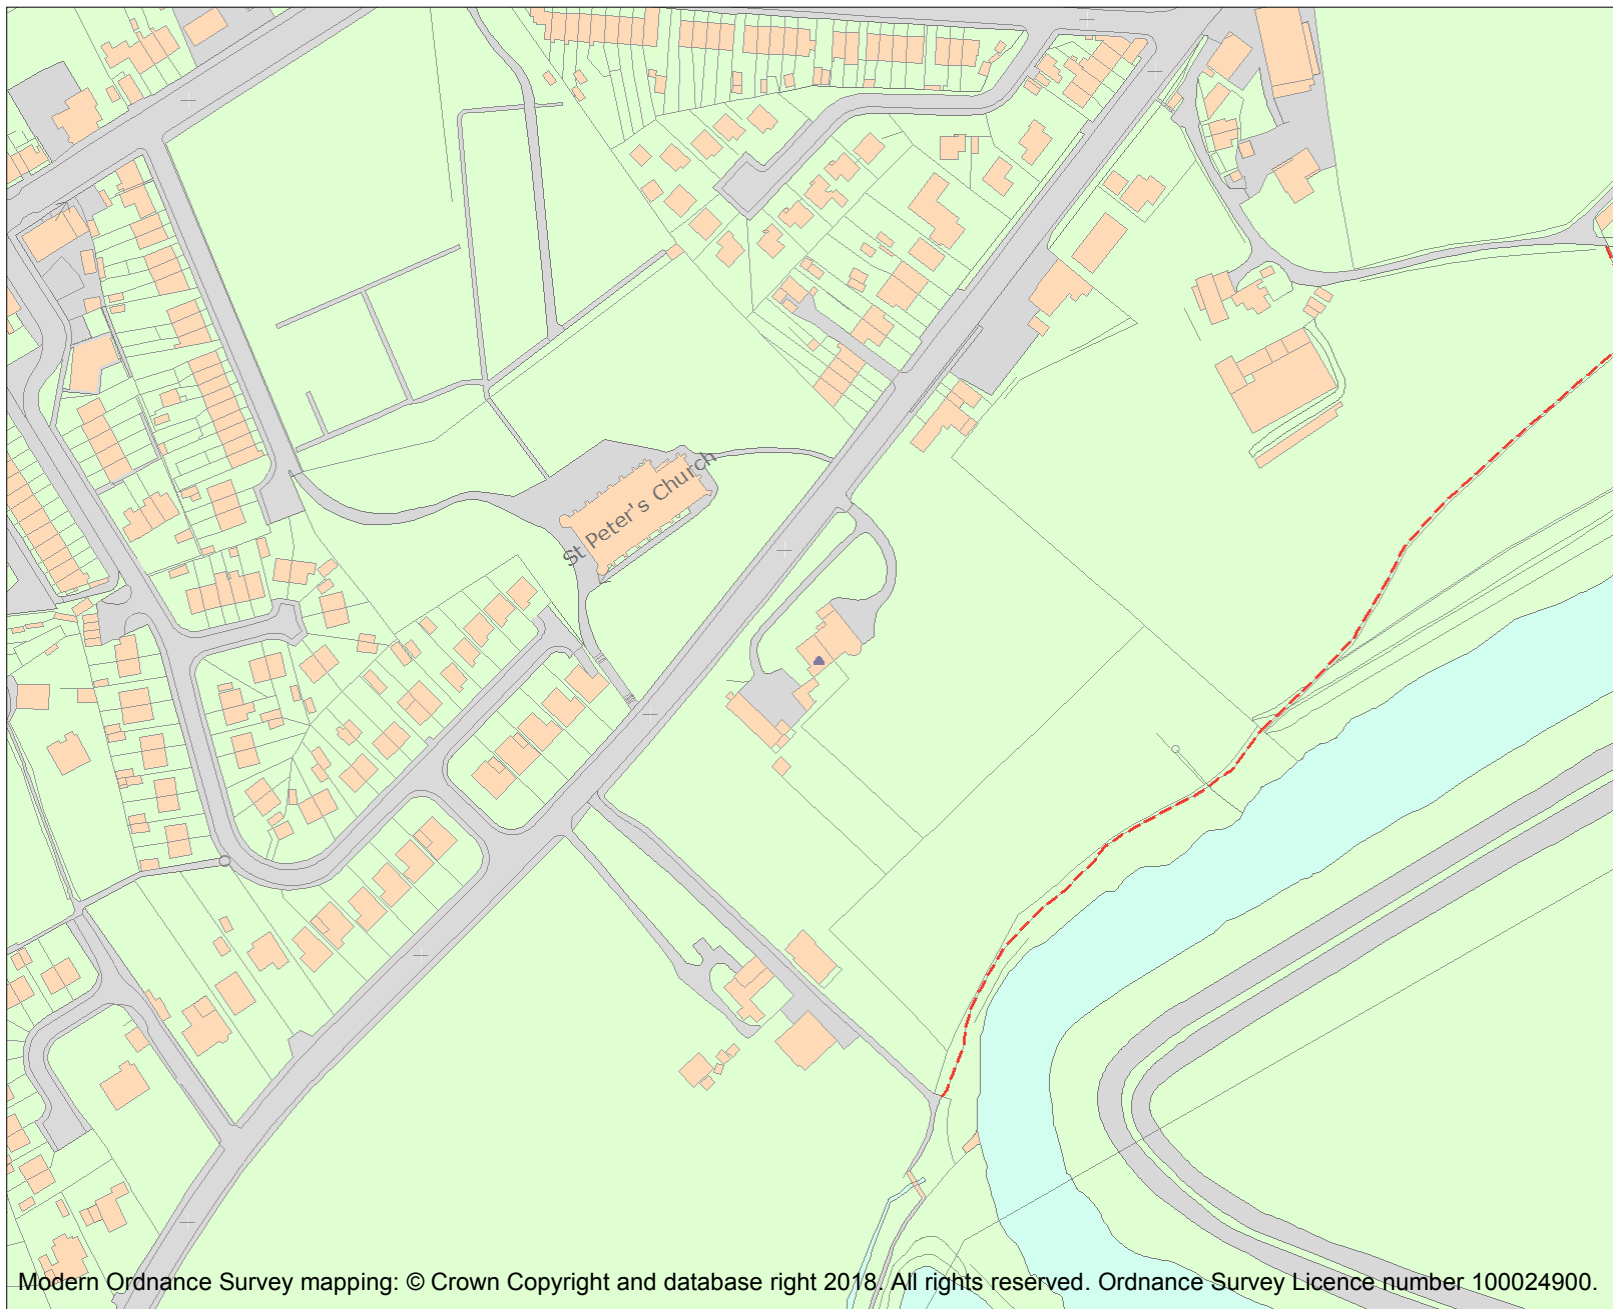 St Peter's Church
Modern Ordnance Survey mapping: © Crown Copyright and database right 2018. All rights reserved. Ordnance Survey Licence number 100024900.